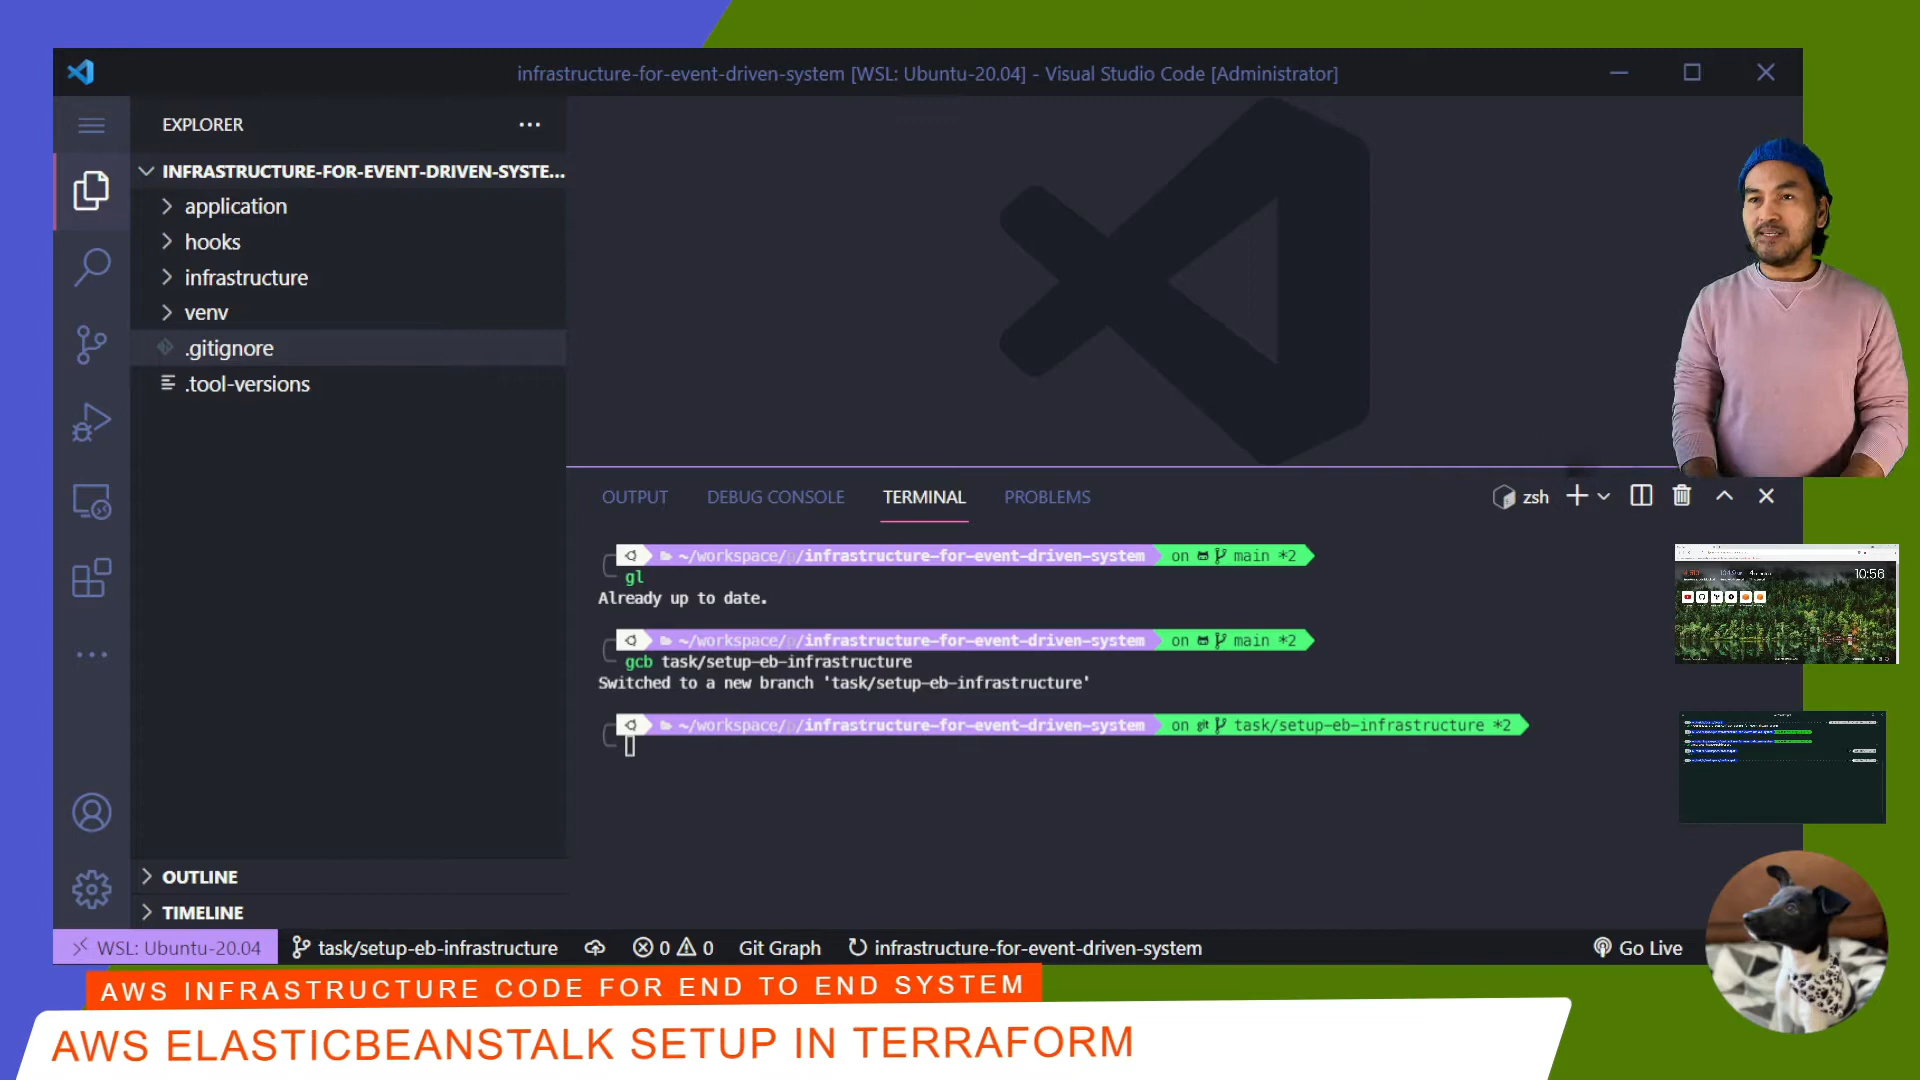 infrastructure-for-event-driven-system [WSL: Ubuntu-20.04] - Visual Studio Code [Administrator]
EXPLORER
INFRASTRUCTURE-FOR-EVENT-DRIVEN-SYSTE...
application
hooks
infrastructure
venv
.gitignore
.tool-versions
OUTLINE
TIMELINE
OUTPUT DEBUG CONSOLE TERMINAL PROBLEMS
zsh
~/workspace/p/infrastructure-for-event-driven-system on main *2
gl
Already up to date.
~/workspace/p/infrastructure-for-event-driven-system on main *2
gcb task/setup-eb-infrastructure
Switched to a new branch 'task/setup-eb-infrastructure'
~/workspace/p/infrastructure-for-event-driven-system on git task/setup-eb-infrastructure *2
10:56
WSL: Ubuntu-20.04 task/setup-eb-infrastructure 0 0 Git Graph infrastructure-for-event-driven-system Go Live
AWS INFRASTRUCTURE CODE FOR END TO END SYSTEM
AWS ELASTICBEANSTALK SETUP IN TERRAFORM